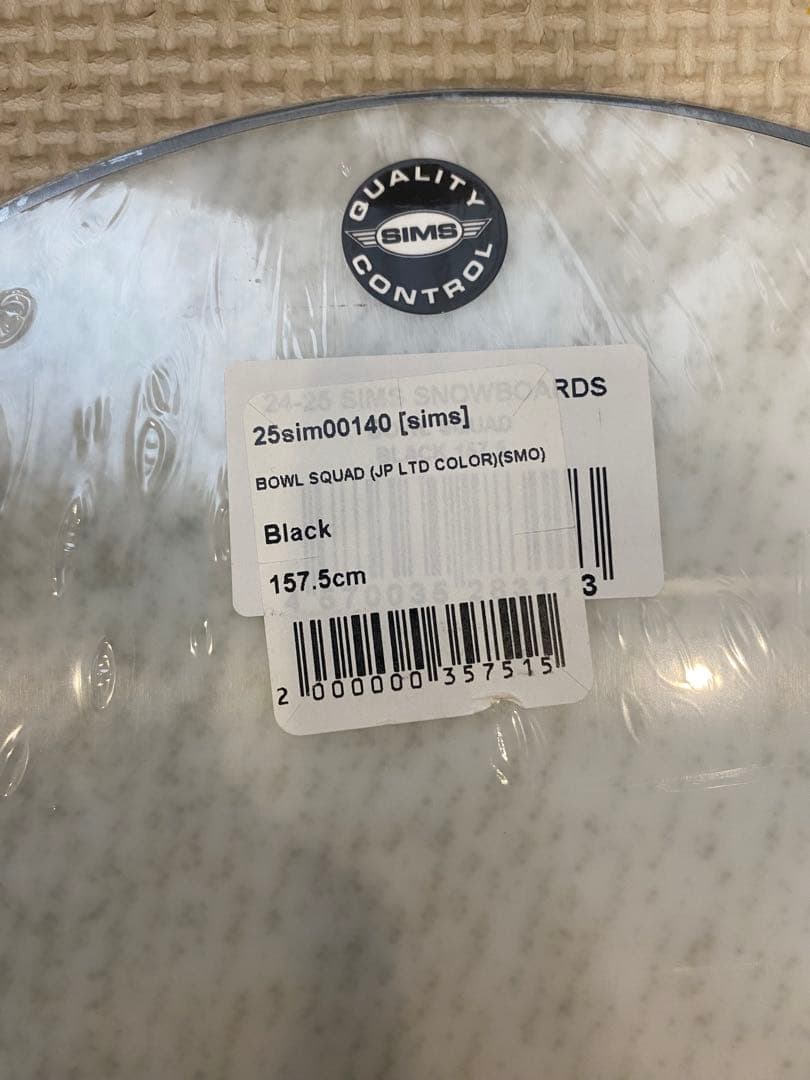 QUALITY
SIMS
CONTROL
24-25 SIMS SNOWBOARDS
25sim00140 [sims]
BOWL SQUAD (JP LTD COLOR)(SMO)
Black
157.5cm
2 000000 357515